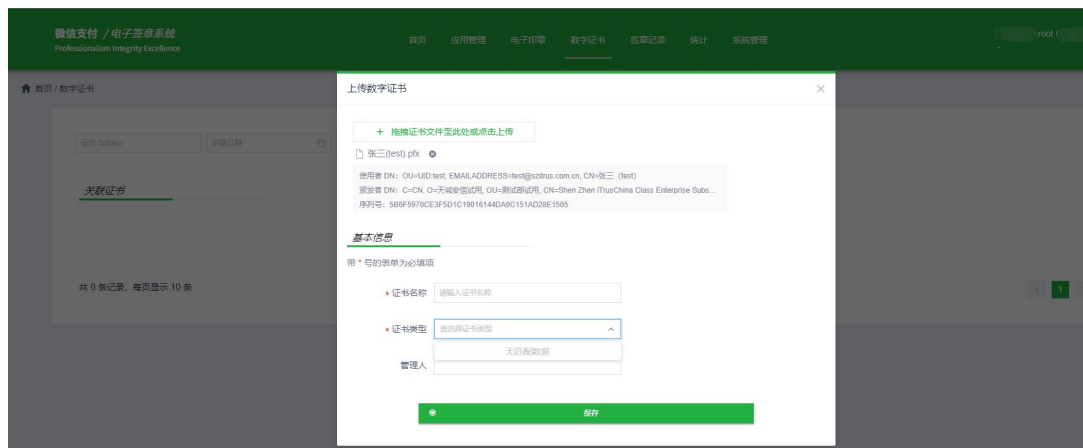 微信支付 / 电子签章系统
Professionalism Integrity Excellence
首页 应用管理 电子印章 数字证书 签章记录 统计 系统管理
root (
首页 / 数字证书
上传数字证书
证书 Subject 创建日期
+ 拖拽证书文件至此处或点击上传
张三(test).pfx
使用者 DN: OU=UID:test, EMAILADDRESS=test@szitrus.com.cn, CN=张三 (test)
颁发者 DN: C=CN, O=天诚安信试用, OU=测试部试用, CN=Shen Zhen iTrusChina Class Enterprise Subs...
序列号: 5B6F5970CE3F5D1C19016144DA9C151AD28E1505
关联证书
基本信息
带 * 号的表单为必填项
共 0 条记录、每页显示 10 条
1
* 证书名称 请输入证书名称
* 证书类型 请选择证书类型
无匹配数据
管理人
保存